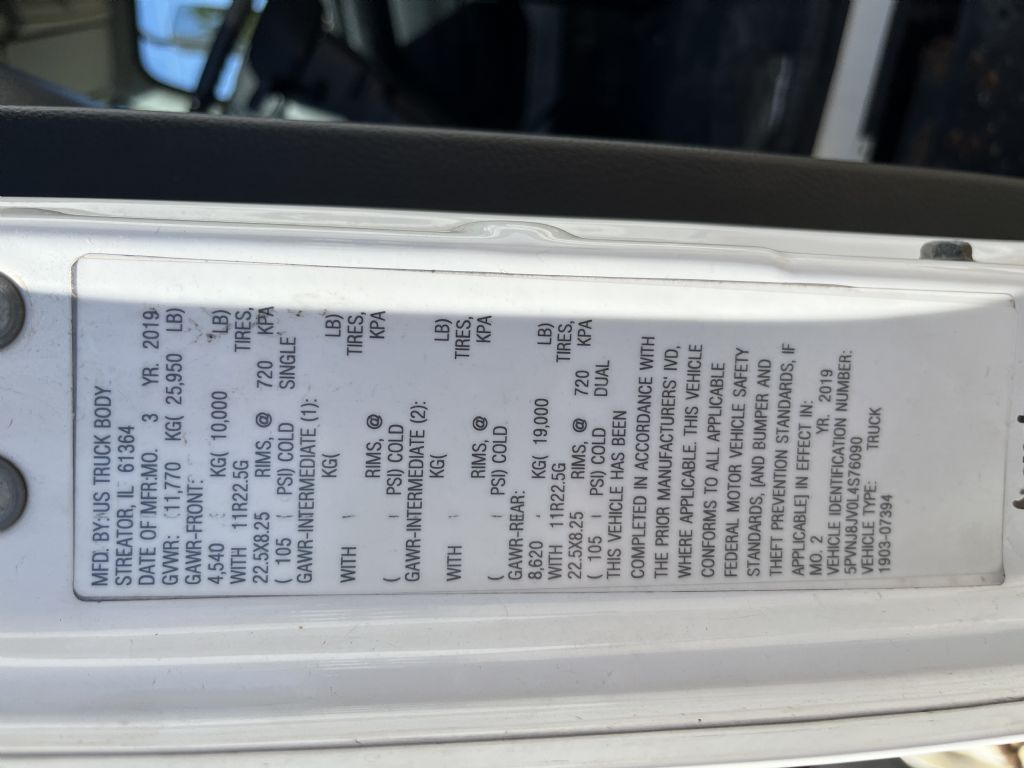 MFD. BY: US TRUCK BODY
STREATOR, IL 61364
DATE OF MFR: MO. 3 YR. 2019
GVWR: (11,770 KG( 25,950 LB)
GAWR-FRONT:
4,540 KG( 10,000 LB)
WITH 11R22.5G TIRES,
22.5X8.25 RIMS, @ 720 KPA
( 105 ( PSI) COLD SINGLE
GAWR-INTERMEDIATE (1):
KG( LB)
WITH TIRES,
RIMS, @ KPA
( PSI) COLD
GAWR-INTERMEDIATE (2):
KG( LB)
WITH TIRES,
RIMS, @ KPA
( PSI) COLD
GAWR-REAR:
8,620 KG( 19,000 LB)
WITH 11R22.5G TIRES,
22.5X8.25 RIMS, @ 720 KPA
( 105 ( PSI) COLD DUAL
THIS VEHICLE HAS BEEN
COMPLETED IN ACCORDANCE WITH
THE PRIOR MANUFACTURERS' IVD,
WHERE APPLICABLE. THIS VEHICLE
CONFORMS TO ALL APPLICABLE
FEDERAL MOTOR VEHICLE SAFETY
STANDARDS, [AND BUMPER AND
THEFT PREVENTION STANDARDS, IF
APPLICABLE] IN EFFECT IN:
MO. 2 YR. 2019
VEHICLE IDENTIFICATION NUMBER:
5PVNJ8JV0L4S76090
VEHICLE TYPE: TRUCK
1903-07394